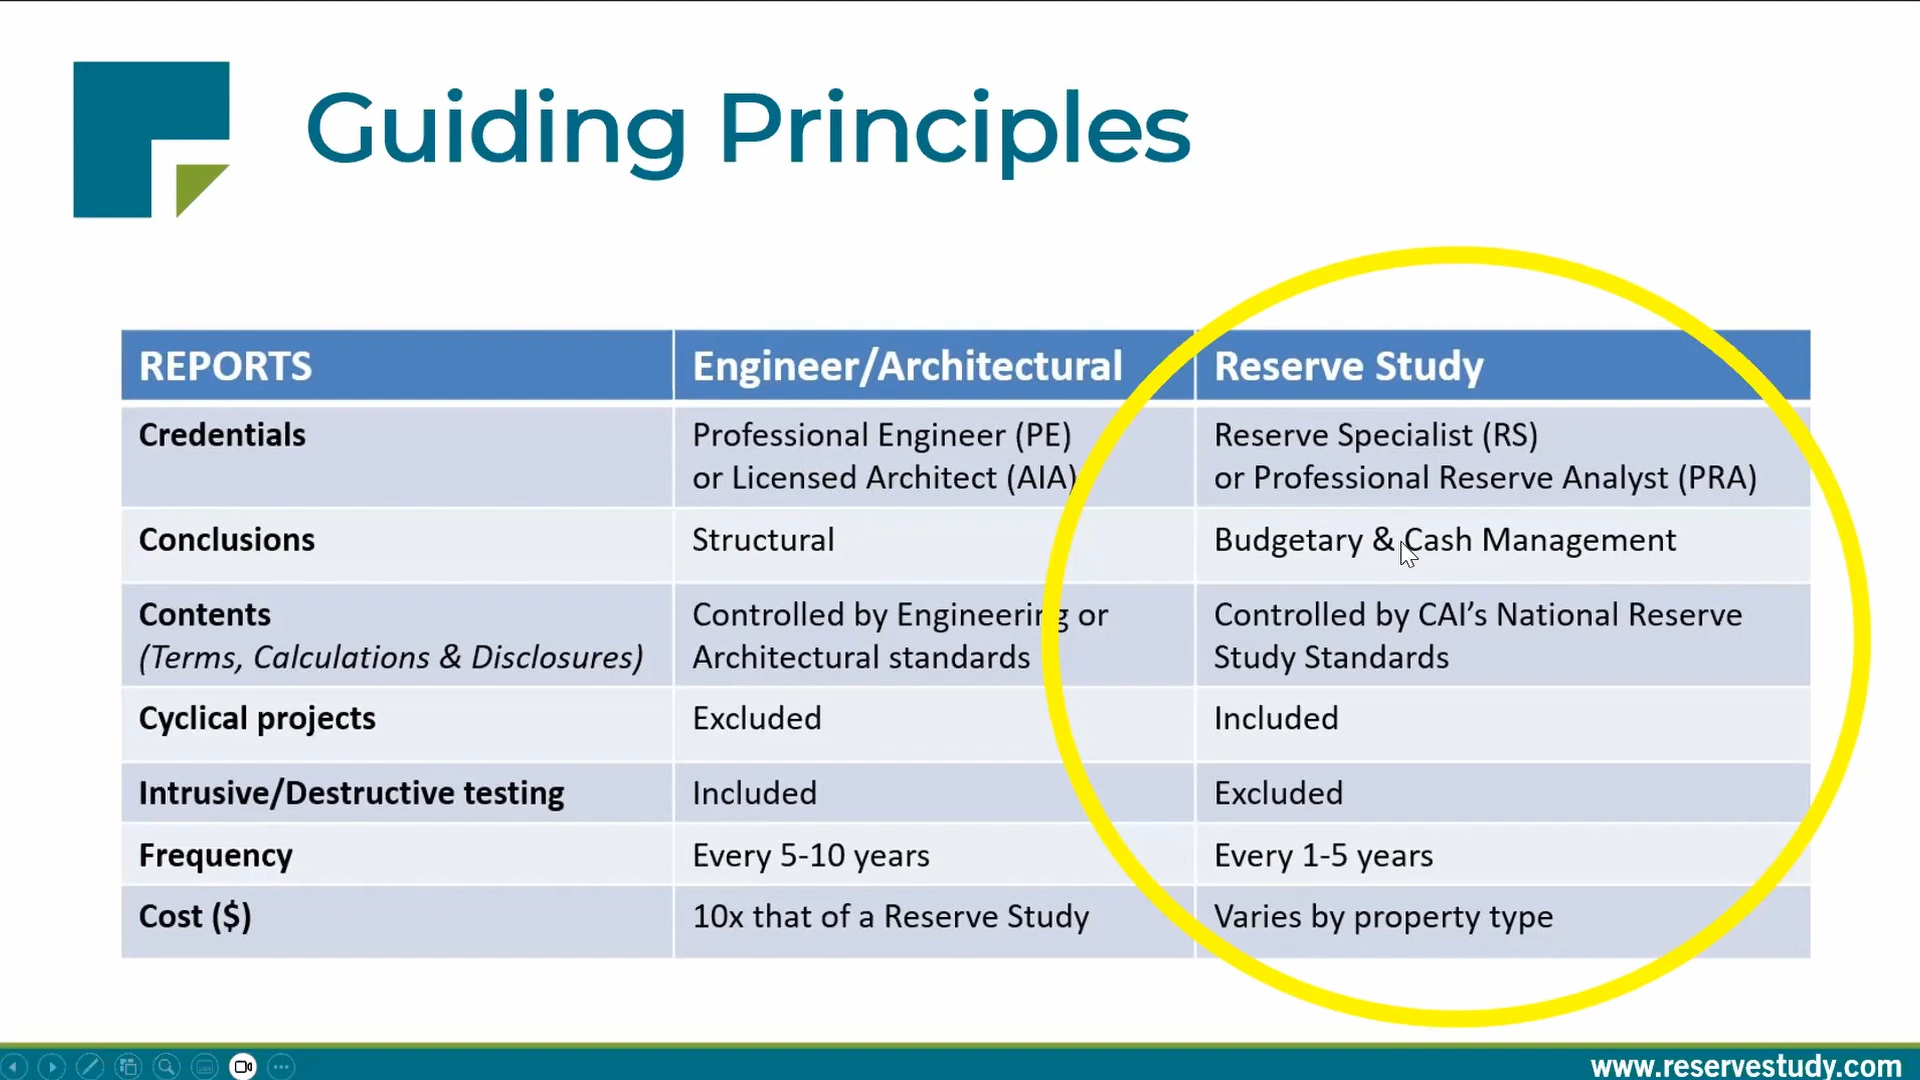 Guiding Principles
REPORTS
Engineer/Architectural
Reserve Study
Credentials
Professional Engineer (PE)
or Licensed Architect (AIA)
Reserve Specialist (RS)
or Professional Reserve Analyst (PRA)
Conclusions
Structural
Budgetary & Cash Management
Contents
(Terms, Calculations & Disclosures)
Controlled by Engineering or
Architectural standards
Controlled by CAI’s National Reserve
Study Standards
Cyclical projects
Excluded
Included
Intrusive/Destructive testing
Included
Excluded
Frequency
Every 5-10 years
Every 1-5 years
Cost ($)
10x that of a Reserve Study
Varies by property type
www.reservestudy.com